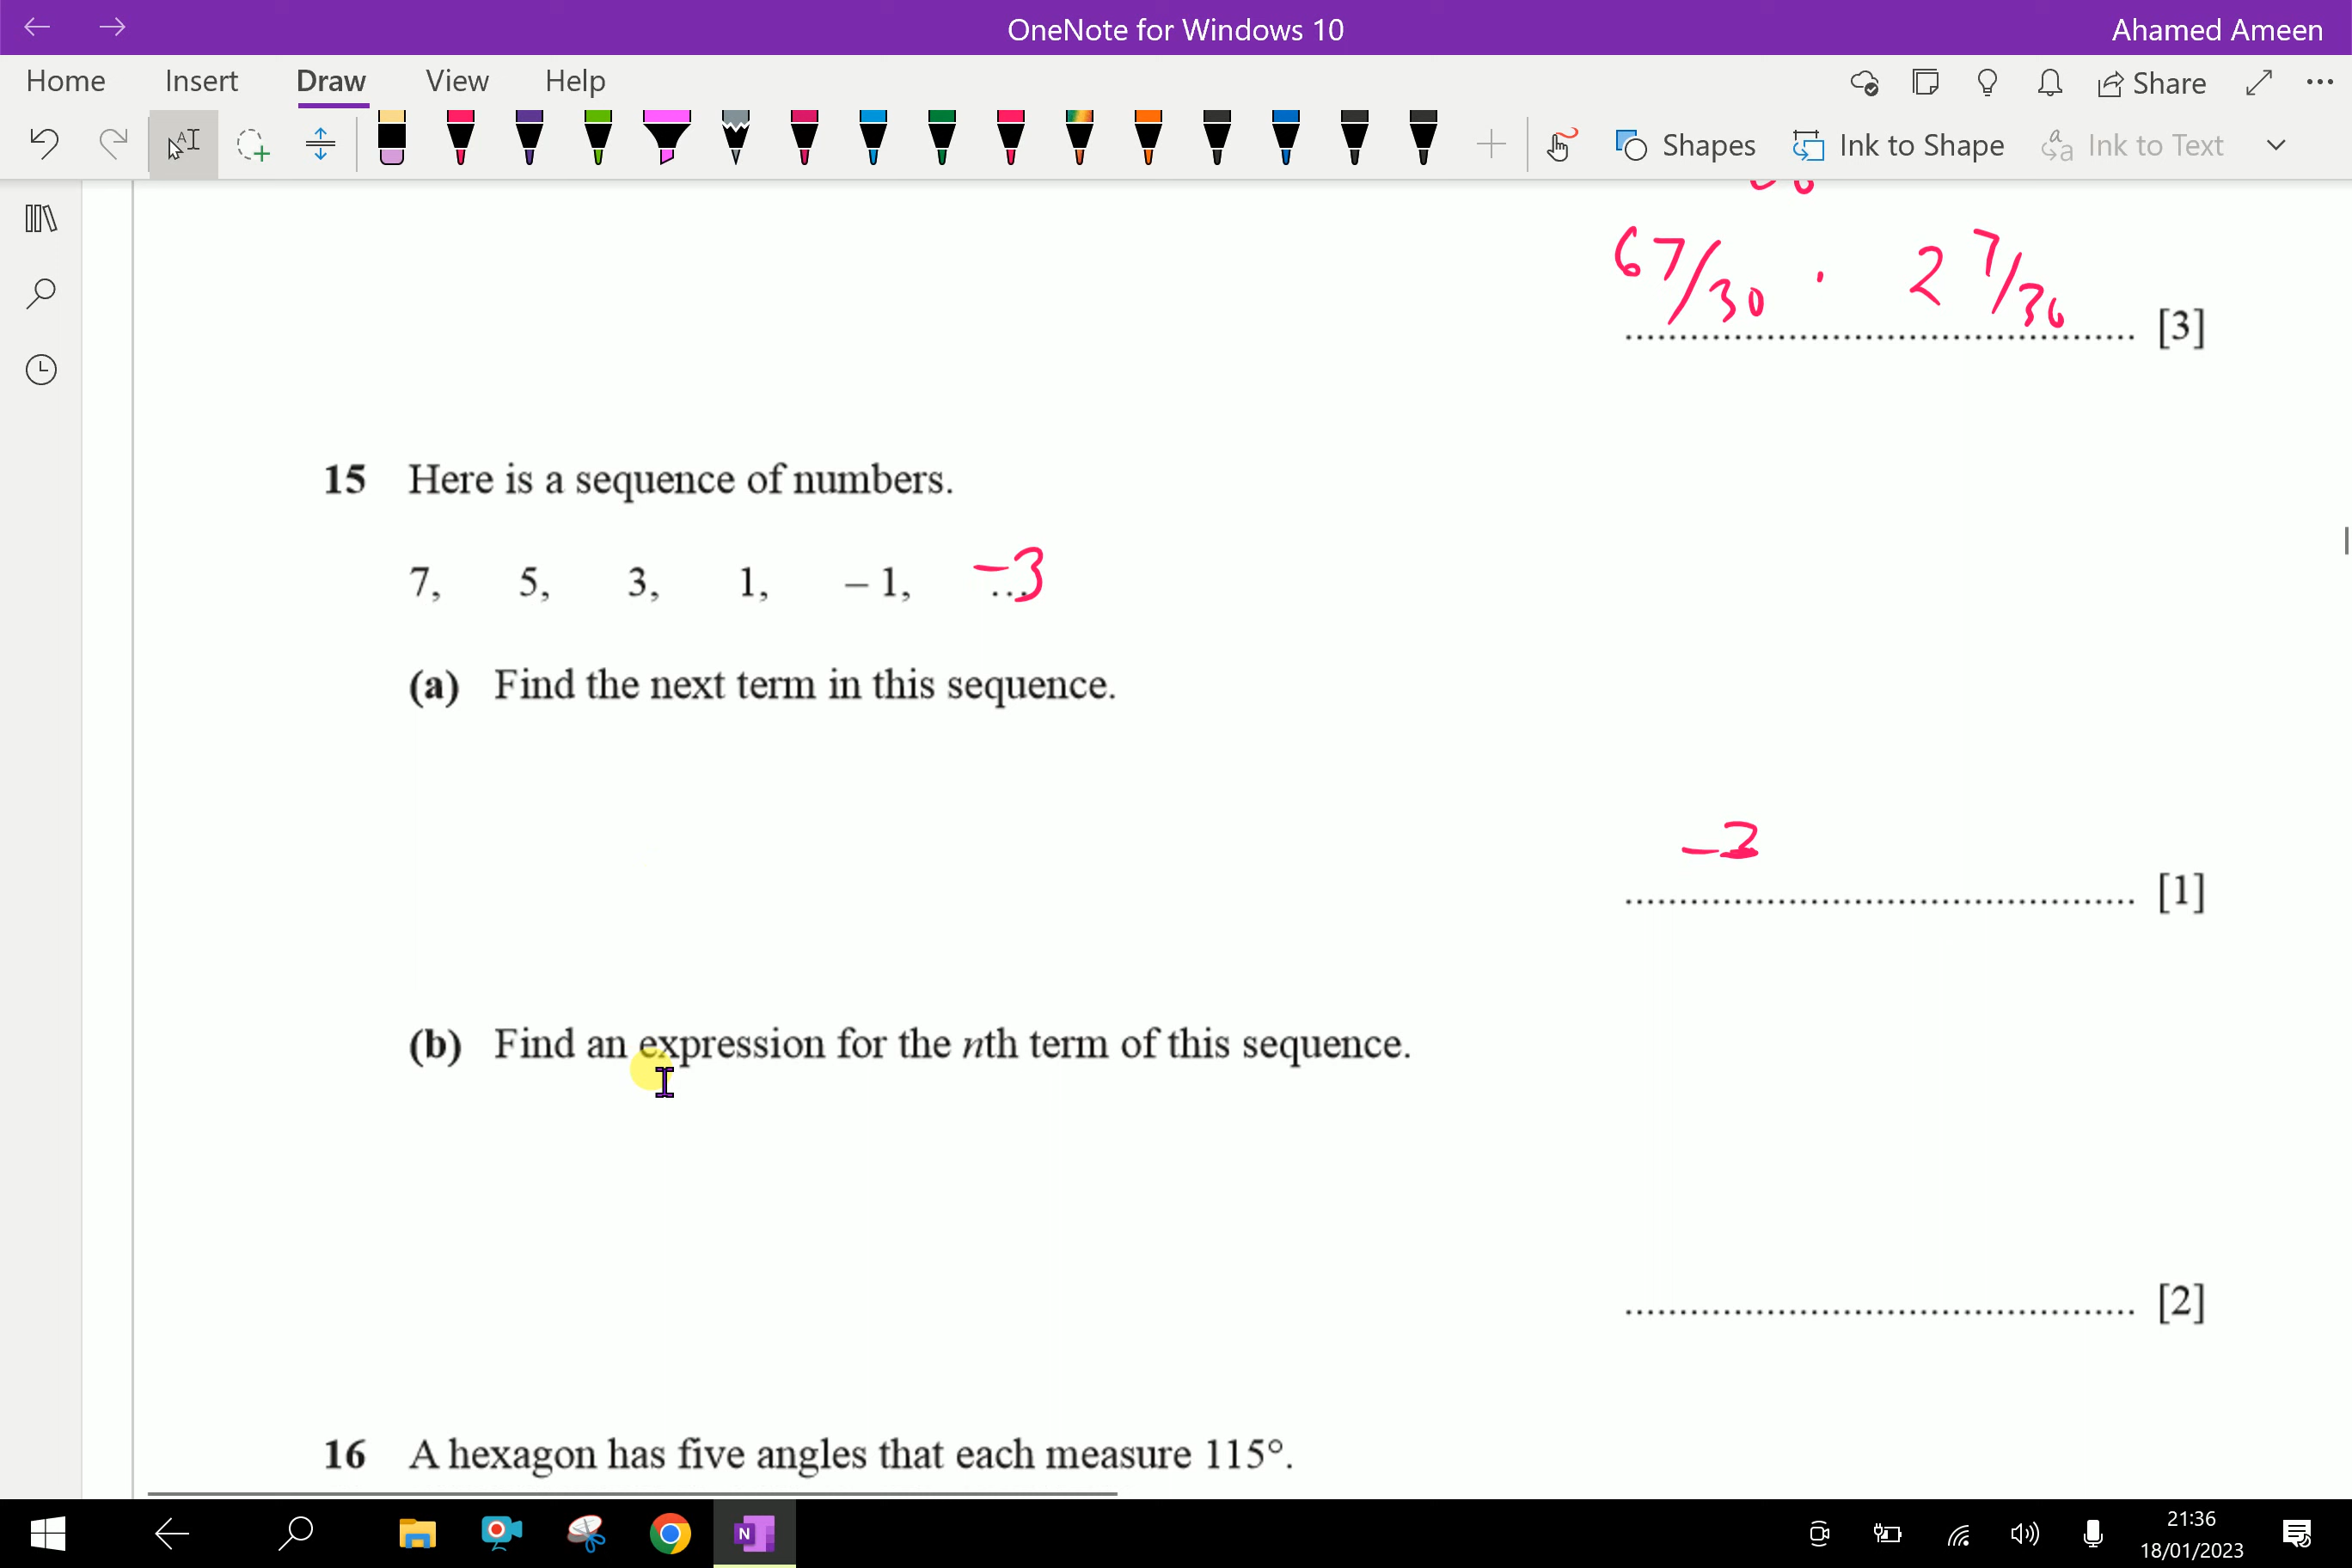 OneNote for Windows 10
Ahamed Ameen
Home Insert Draw View Help
Share
Shapes Ink to Shape Ink to Text
67/30 . 2 7/30
[3]
15 Here is a sequence of numbers.
7, 5, 3, 1, – 1, ... –3
(a) Find the next term in this sequence.
–3
[1]
(b) Find an expression for the nth term of this sequence.
[2]
16 A hexagon has five angles that each measure 115°.
21:36
18/01/2023